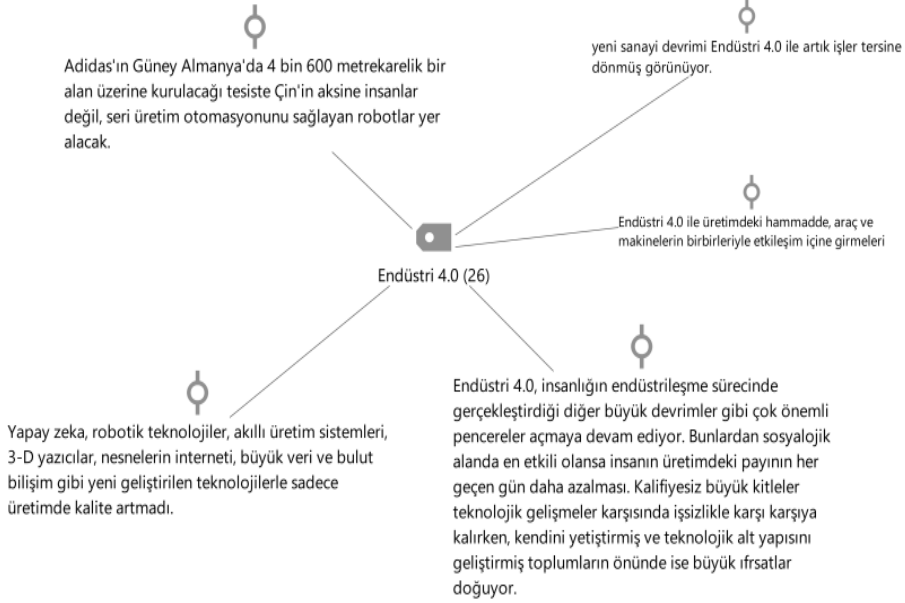 Adidas'ın Güney Almanya'da 4 bin 600 metrekarelik bir
alan üzerine kurulacağı tesiste Çin'in aksine insanlar
değil, seri üretim otomasyonunu sağlayan robotlar yer
alacak.
yeni sanayi devrimi Endüstri 4.0 ile artık işler tersine
dönmüş görünüyor.
Endüstri 4.0 ile üretimdeki hammadde, araç ve
makinelerin birbirleriyle etkileşim içine girmeleri
Endüstri 4.0 (26)
Yapay zeka, robotik teknolojiler, akıllı üretim sistemleri,
3-D yazıcılar, nesnelerin interneti, büyük veri ve bulut
bilişim gibi yeni geliştirilen teknolojilerle sadece
üretimde kalite artmadı.
Endüstri 4.0, insanlığın endüstrileşme sürecinde
gerçekleştirdiği diğer büyük devrimler gibi çok önemli
pencereler açmaya devam ediyor. Bunlardan sosyalojik
alanda en etkili olansa insanın üretimdeki payının her
geçen gün daha azalması. Kalifiyesiz büyük kitleler
teknolojik gelişmeler karşısında işsizlikle karşı karşıya
kalırken, kendini yetiştirmiş ve teknolojik alt yapısını
geliştirmiş toplumların önünde ise büyük ıfrsatlar
doğuyor.